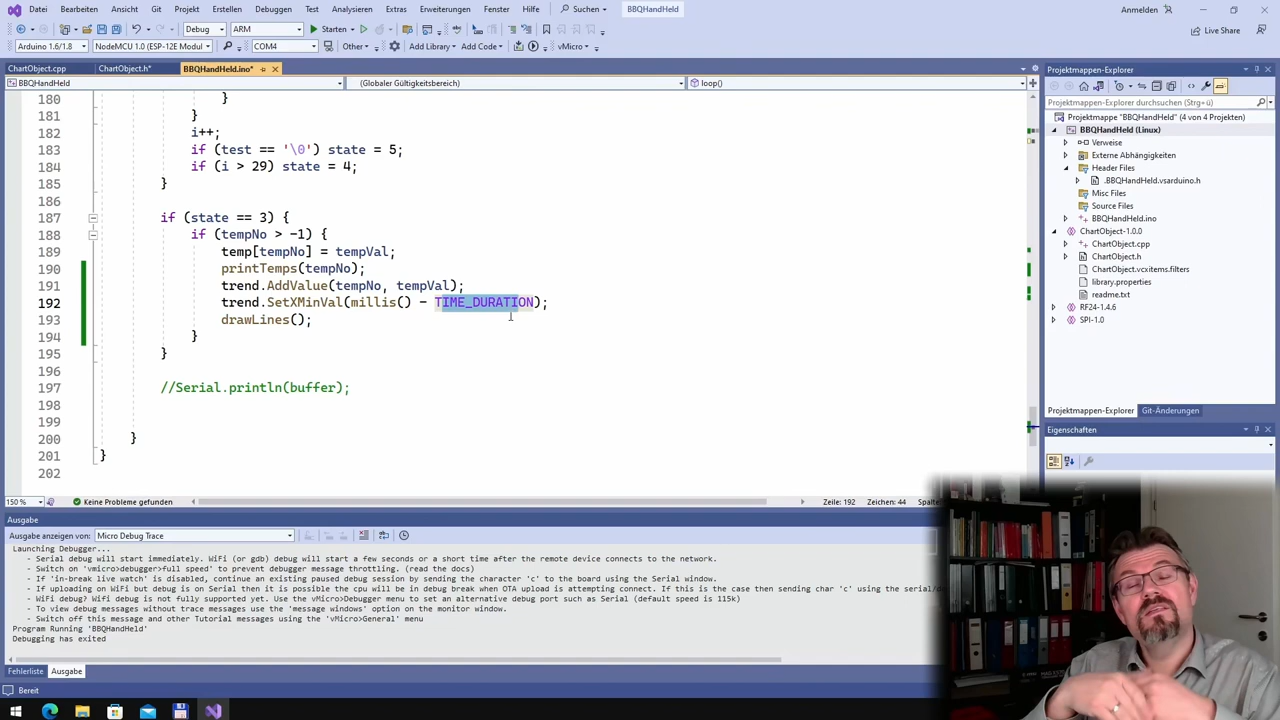 Datei Bearbeiten Ansicht Git Projekt Erstellen Debuggen Test Analysieren Extras Erweiterungen Fenster Hilfe Suchen BBQHandHeld Anmelden
Debug ARM Starten Live Share
Arduino 1.6/1.8 NodeMCU 1.0 (ESP-12E Modul COM4 Other Add Library Add Code vMicro
ChartObject.cpp ChartObject.h* BBQHandHeld.ino*
BBQHandHeld (Globaler Gültigkeitsbereich) loop()
180 }
181 }
182 i++;
183 if (test == '\0') state = 5;
184 if (i > 29) state = 4;
185 }
186
187 if (state == 3) {
188 if (tempNo > -1) {
189 temp[tempNo] = tempVal;
190 printTemps(tempNo);
191 trend.AddValue(tempNo, tempVal);
192 trend.SetXMinVal(millis() - TIME_DURATION);
193 drawLines();
194 }
195 }
196
197 //Serial.println(buffer);
198
199
200 }
201 }
202
150 % Keine Probleme gefunden Zeile: 192 Zeichen: 44 Spalte
Ausgabe
Ausgabe anzeigen von: Micro Debug Trace
Launching Debugger...
- Serial debug will start immediately. WiFi (or gdb) debug will start a few seconds or a short time after the remote device connects to the network.
- Switch on 'vmicro>debugger>full speed' to prevent debugger message throttling. (read the docs)
- If 'in-break live watch' is disabled, continue an existing paused debug session by sending the character 'c' to the board using the Serial window.
- If uploading on WiFi but debug is on Serial then it is possible the cpu will be in debug break when OTA upload is attempting connect. If this is the case then sending char 'c' using the serial/de
- WiFi debug? WiFi debug is not fully supported yet. Use the vMicro>Debugger menu to set an alternative debug port such as Serial (default speed is 115k)
- To view debug messages without trace messages use the 'message windows' option on the monitor window.
- Switch off this message and other Tutorial messages using the 'vMicro>General' menu
Program Running 'BBQHandHeld'
Debugging has exited
Fehlerliste Ausgabe
Bereit
Projektmappen-Explorer
Projektmappen-Explorer durchsuchen (Strg+ü)
Projektmappe "BBQHandHeld" (4 von 4 Projekten)
BBQHandHeld (Linux)
Verweise
Externe Abhängigkeiten
Header Files
.BBQHandHeld.vsarduino.h
Misc Files
Source Files
BBQHandHeld.ino
ChartObject-1.0.0
ChartObject.cpp
ChartObject.h
ChartObject.vcxitems.filters
library.properties
readme.txt
RF24-1.4.6
SPI-1.0
Projektmappen-Explorer Git-Änderungen
Eigenschaften